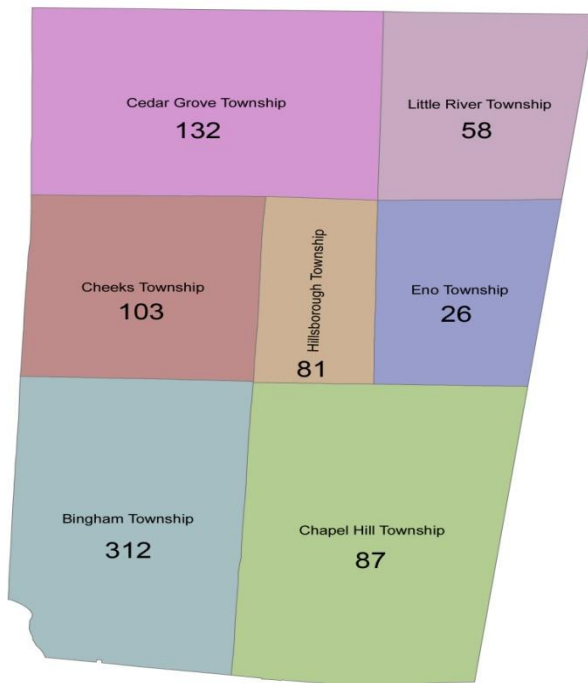 Cedar Grove Township
132
Little River Township
58
Cheeks Township
103
Hillsborough Township
81
Eno Township
26
Bingham Township
312
Chapel Hill Township
87